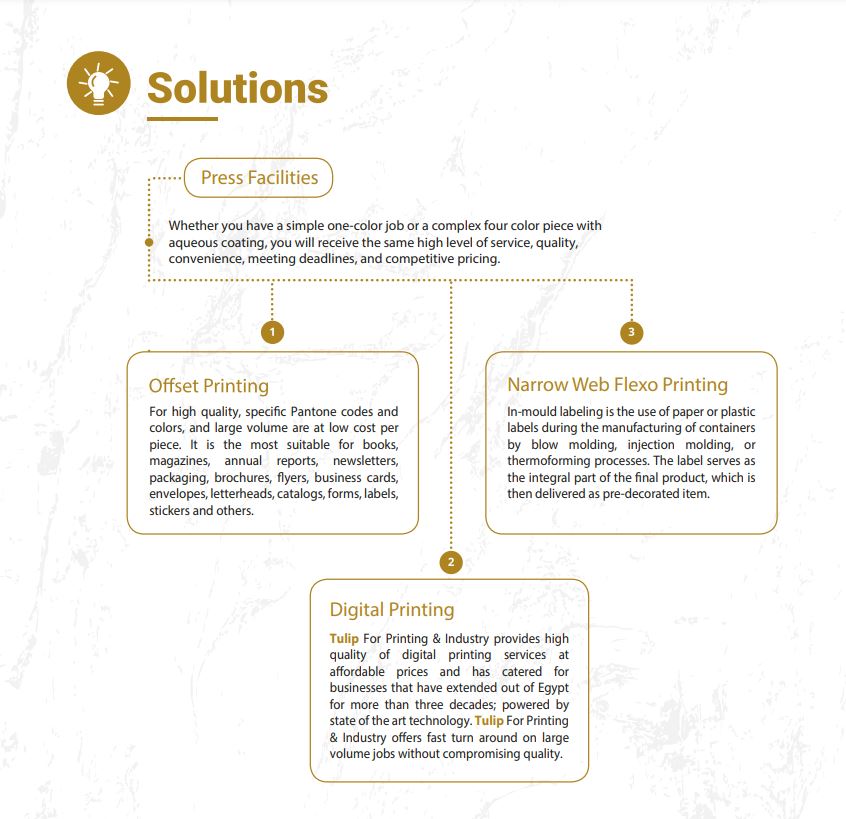 Solutions
Press Facilities
Whether you have a simple one-color job or a complex four color piece with
aqueous coating, you will receive the same high level of service, quality,
convenience, meeting deadlines, and competitive pricing.
1
Offset Printing
For high quality, specific Pantone codes and
colors, and large volume are at low cost per
piece. It is the most suitable for books,
magazines, annual reports, newsletters,
packaging, brochures, flyers, business cards,
envelopes, letterheads, catalogs, forms, labels,
stickers and others.
3
Narrow Web Flexo Printing
In-mould labeling is the use of paper or plastic
labels during the manufacturing of containers
by blow molding, injection molding, or
thermoforming processes. The label serves as
the integral part of the final product, which is
then delivered as pre-decorated item.
2
Digital Printing
Tulip For Printing & Industry provides high
quality of digital printing services at
affordable prices and has catered for
businesses that have extended out of Egypt
for more than three decades; powered by
state of the art technology. Tulip For Printing
& Industry offers fast turn around on large
volume jobs without compromising quality.